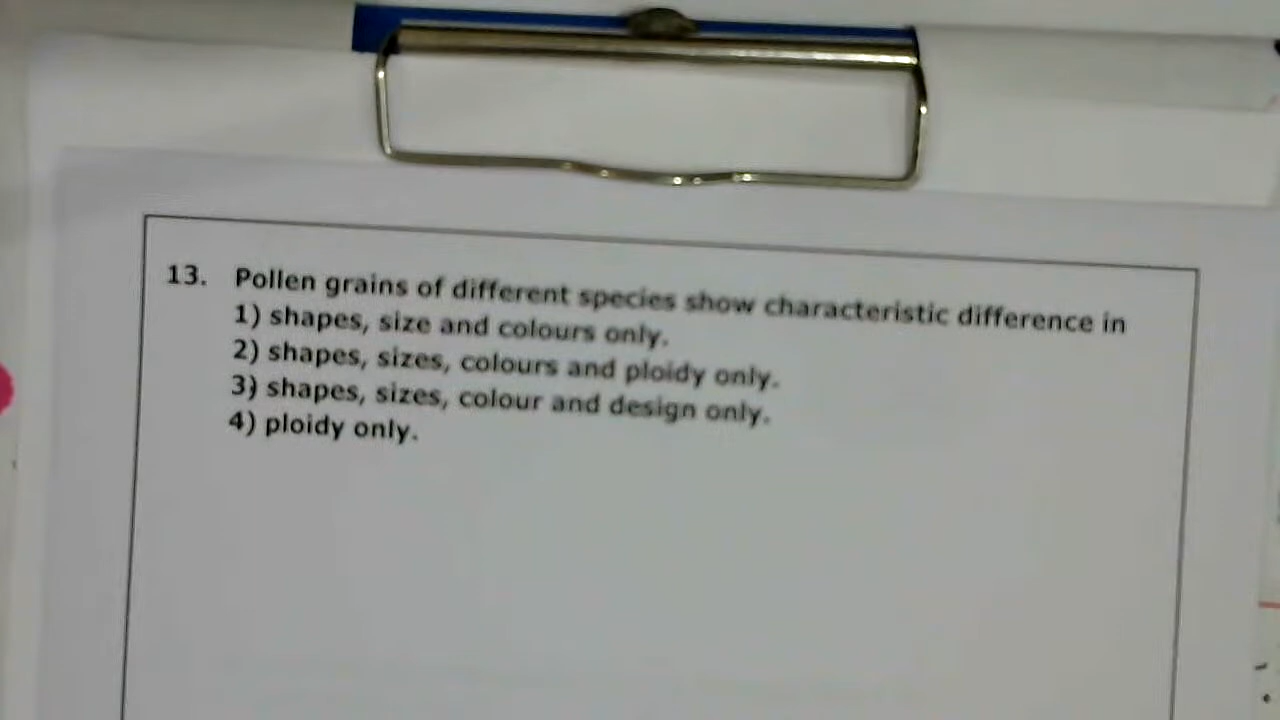 13. Pollen grains of different species show characteristic difference in
1) shapes, size and colours only.
2) shapes, sizes, colours and ploidy only.
3) shapes, sizes, colour and design only.
4) ploidy only.